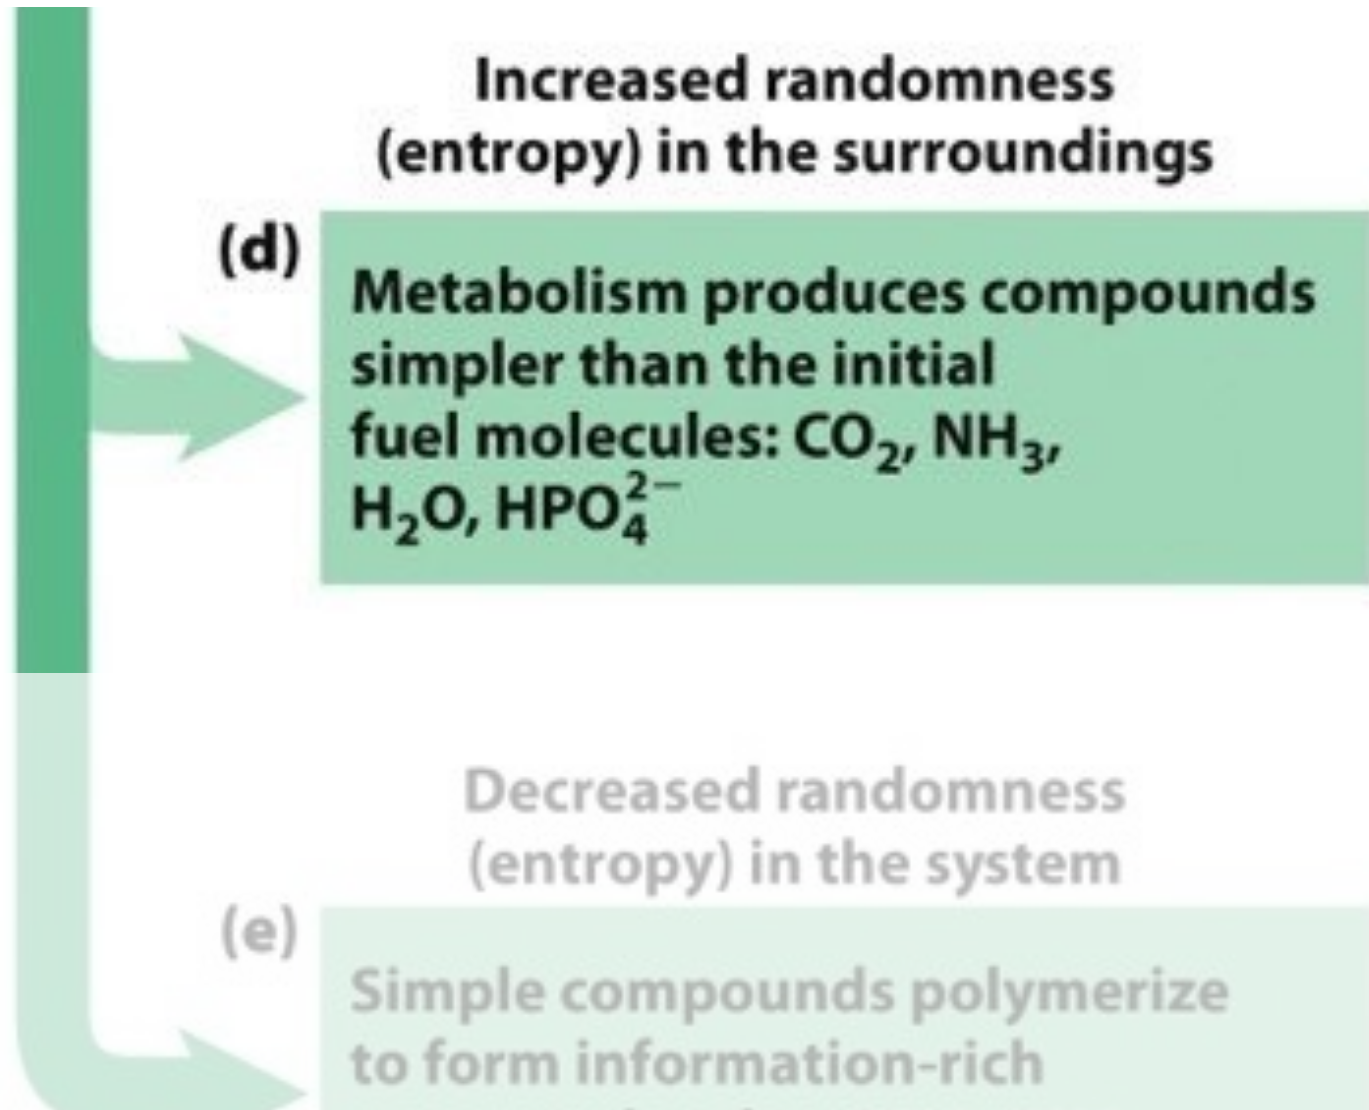 Increased randomness
(entropy) in the surroundings
(d)
Metabolism produces compounds
simpler than the initial
fuel molecules: CO₂, NH₃,
H₂O, HPO₄²⁻
Decreased randomness
(entropy) in the system
(e)
Simple compounds polymerize
to form information-rich